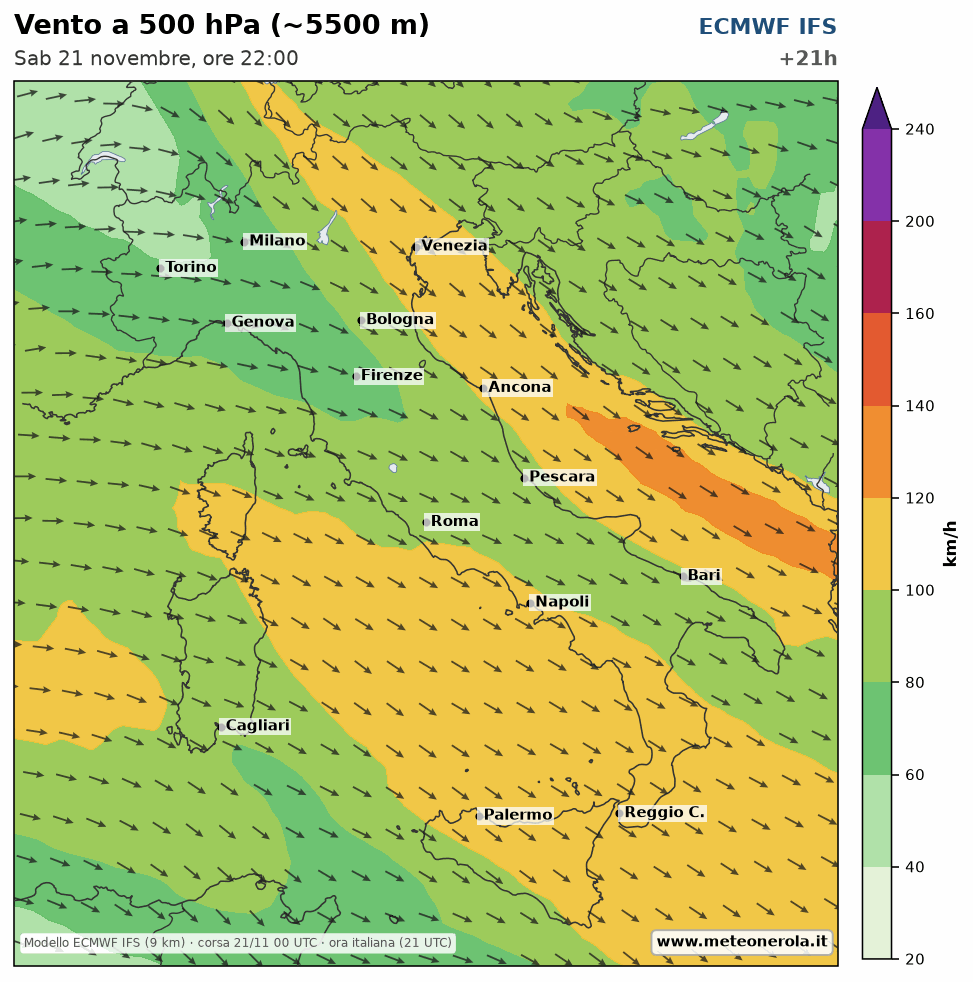 Vento a 500 hPa (~5500 m)
ECMWF IFS
Sab 21 novembre, ore 22:00
+21h
Milano
Venezia
Torino
Genova
Bologna
Firenze
Ancona
Pescara
Roma
Bari
Napoli
Cagliari
Palermo
Reggio C.
240
200
160
140
120
100
80
60
40
20
km/h
Modello ECMWF IFS (9 km) · corsa 21/11 00 UTC · ora italiana (21 UTC)
www.meteonerola.it